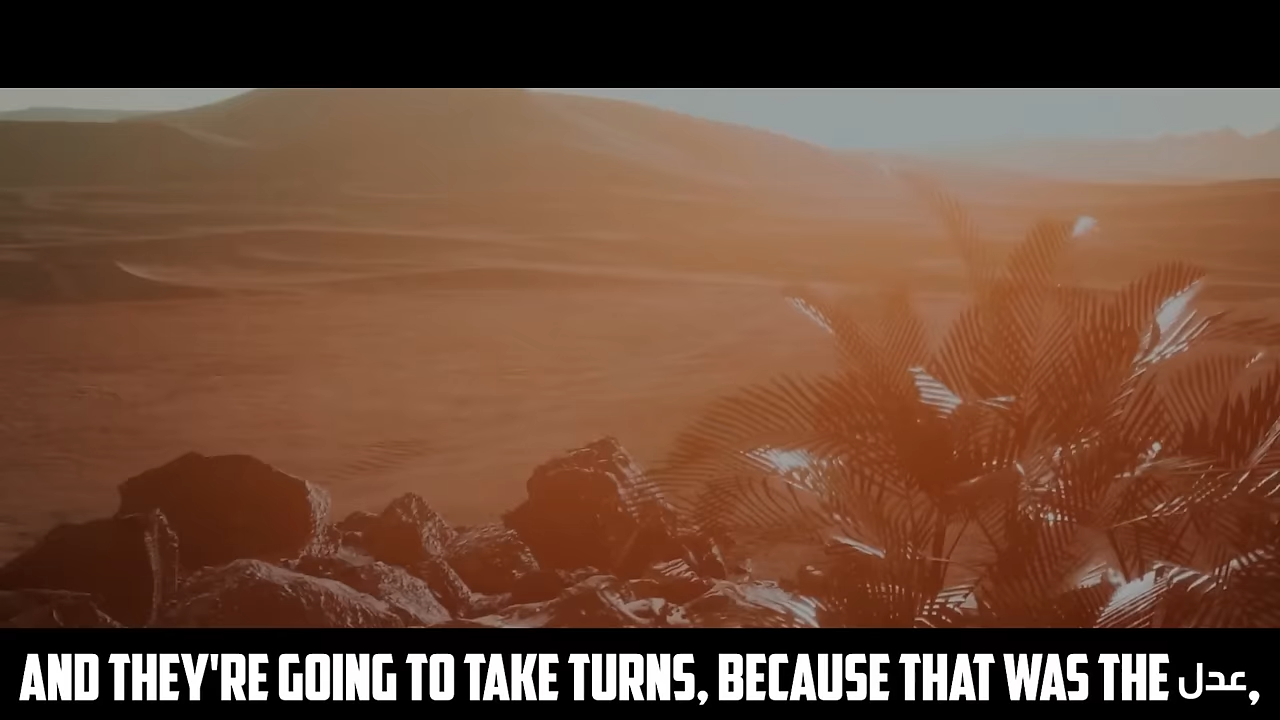 AND THEY'RE GOING TO TAKE TURNS, BECAUSE THAT WAS THE عدل,